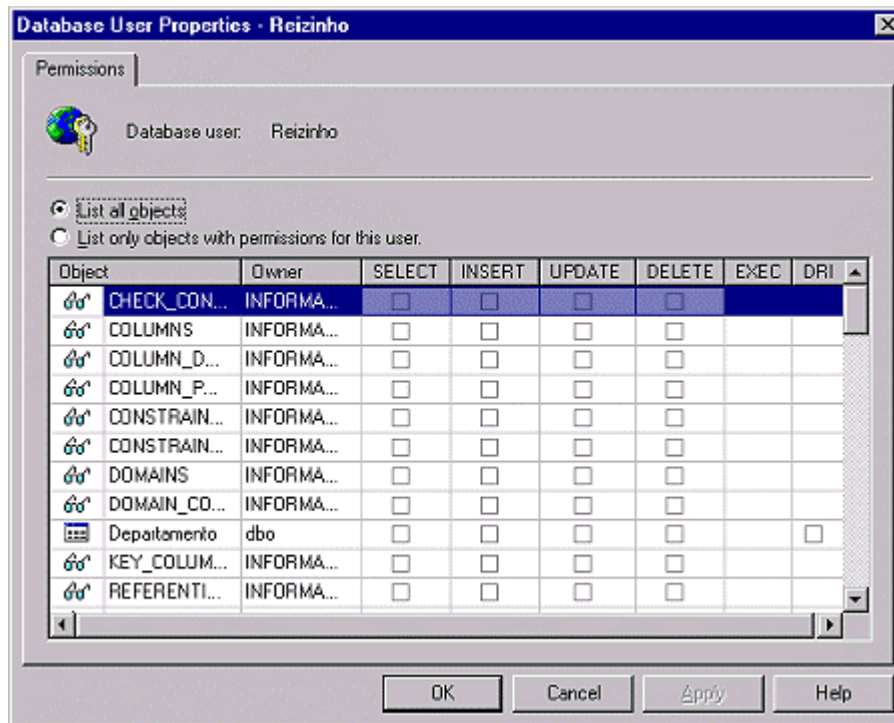 Database User Properties - Reizinho
Permissions
Database user: Reizinho
List all objects
List only objects with permissions for this user.
Object Owner SELECT INSERT UPDATE DELETE EXEC DRI
CHECK_CON... INFORMA...
COLUMNS INFORMA...
COLUMN_D... INFORMA...
COLUMN_P... INFORMA...
CONSTRAIN... INFORMA...
CONSTRAIN... INFORMA...
DOMAINS INFORMA...
DOMAIN_CO... INFORMA...
Departamento dbo
KEY_COLUM... INFORMA...
REFERENTI... INFORMA...
OK Cancel Apply Help